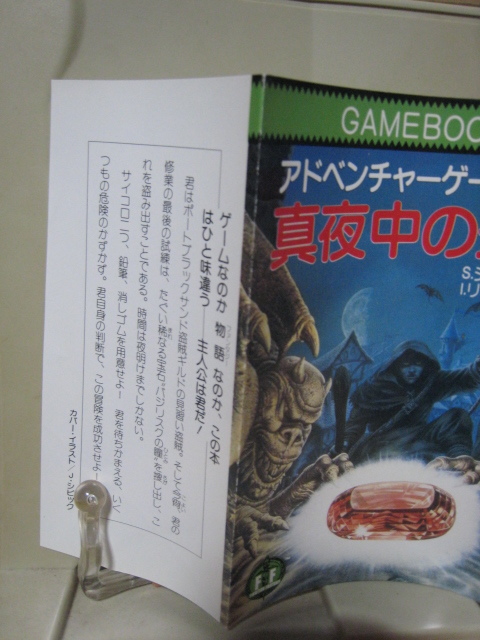 GAMEBOO
アドベンチャーゲー
真夜中の
S.ジ
I.リ
FF
ゲームなのか 物語なのか、この本
はひと味違う――主人公は君だ！
君はポートブラックサンド盗賊ギルドの見習い盗賊。そして今宵、君の
修業の最後の試練は、たぐい稀なる宝石“バジリスクの瞳”を捜し出し、こ
れを盗み出すことである。時間は夜明けまでしかない。
サイコロ二つ、鉛筆、消しゴムを用意せよ！ 君を待ちかまえる、いく
つもの危険のかずかず。君自身の判断で、この冒険を成功させよ
カバー・イラスト／J・シビック